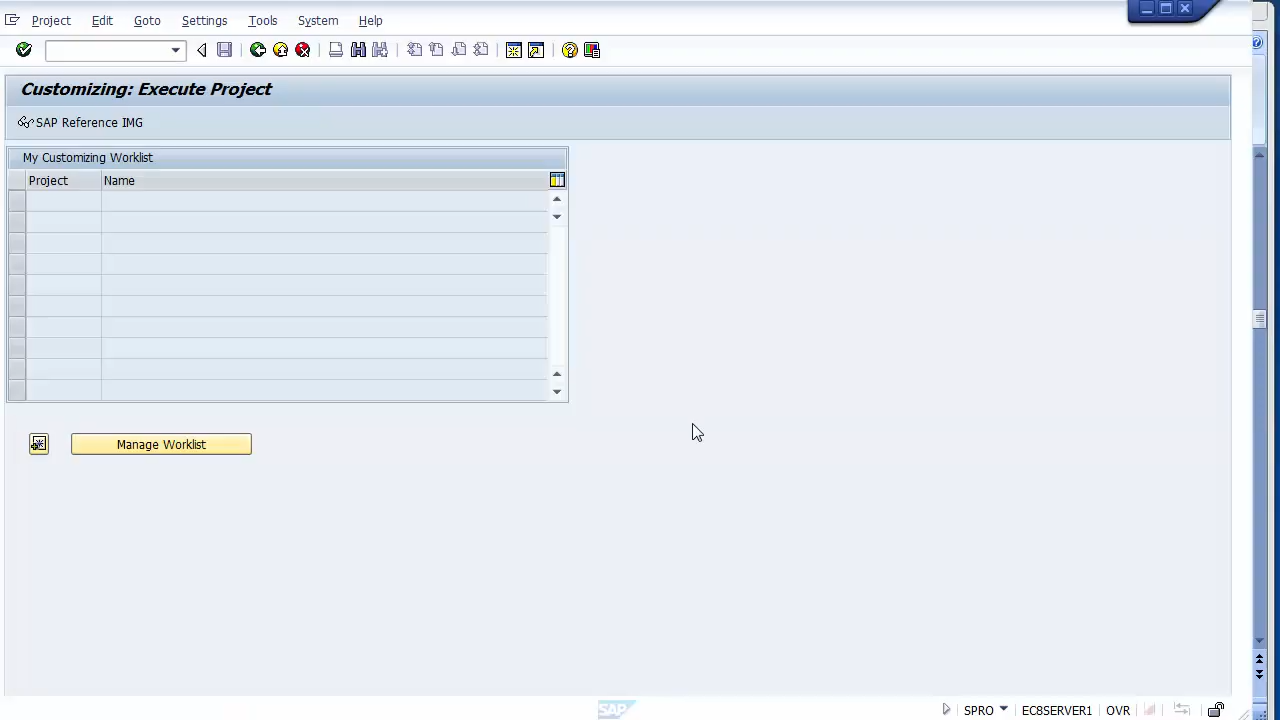 Project Edit Goto Settings Tools System Help
Customizing: Execute Project
SAP Reference IMG
My Customizing Worklist
Project Name
Manage Worklist
SAP SPRO ECSERVER1 OVR